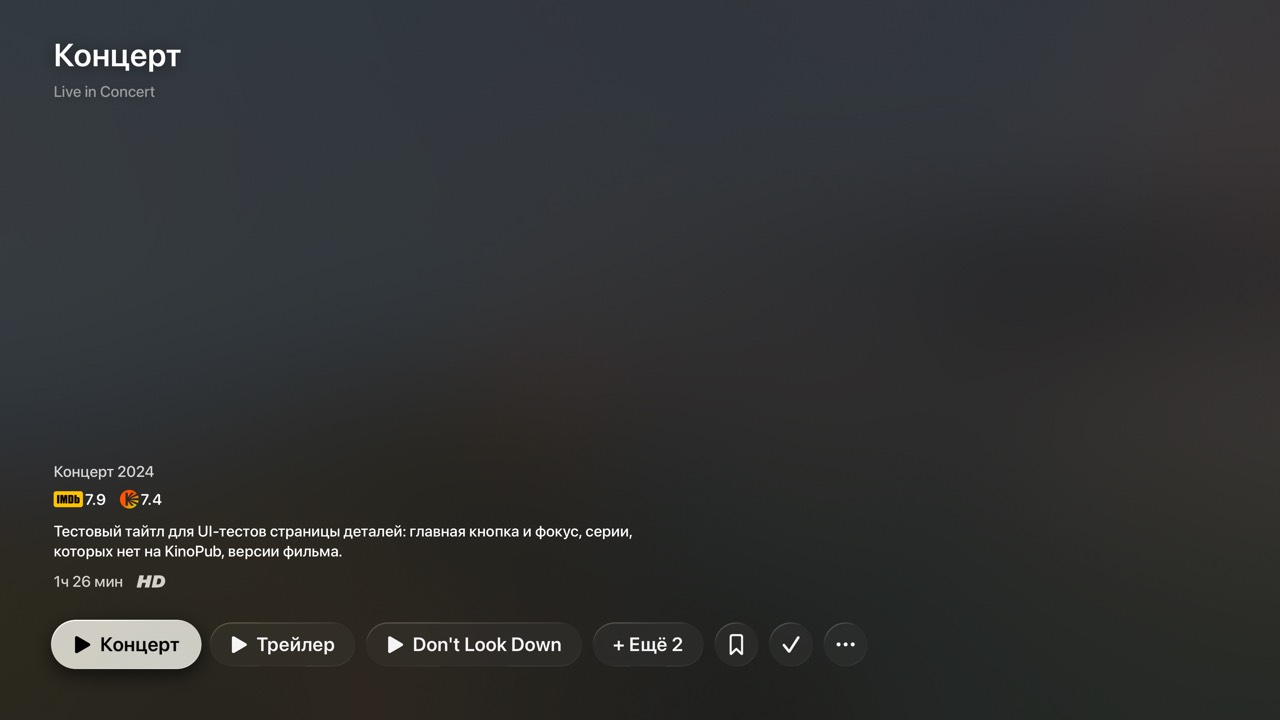 Концерт
Live in Concert
Концерт 2024
IMDb 7.9 7.4
Тестовый тайтл для UI-тестов страницы деталей: главная кнопка и фокус, серии,
которых нет на KinoPub, версии фильма.
1ч 26 мин HD
Концерт Трейлер Don't Look Down + Ещё 2